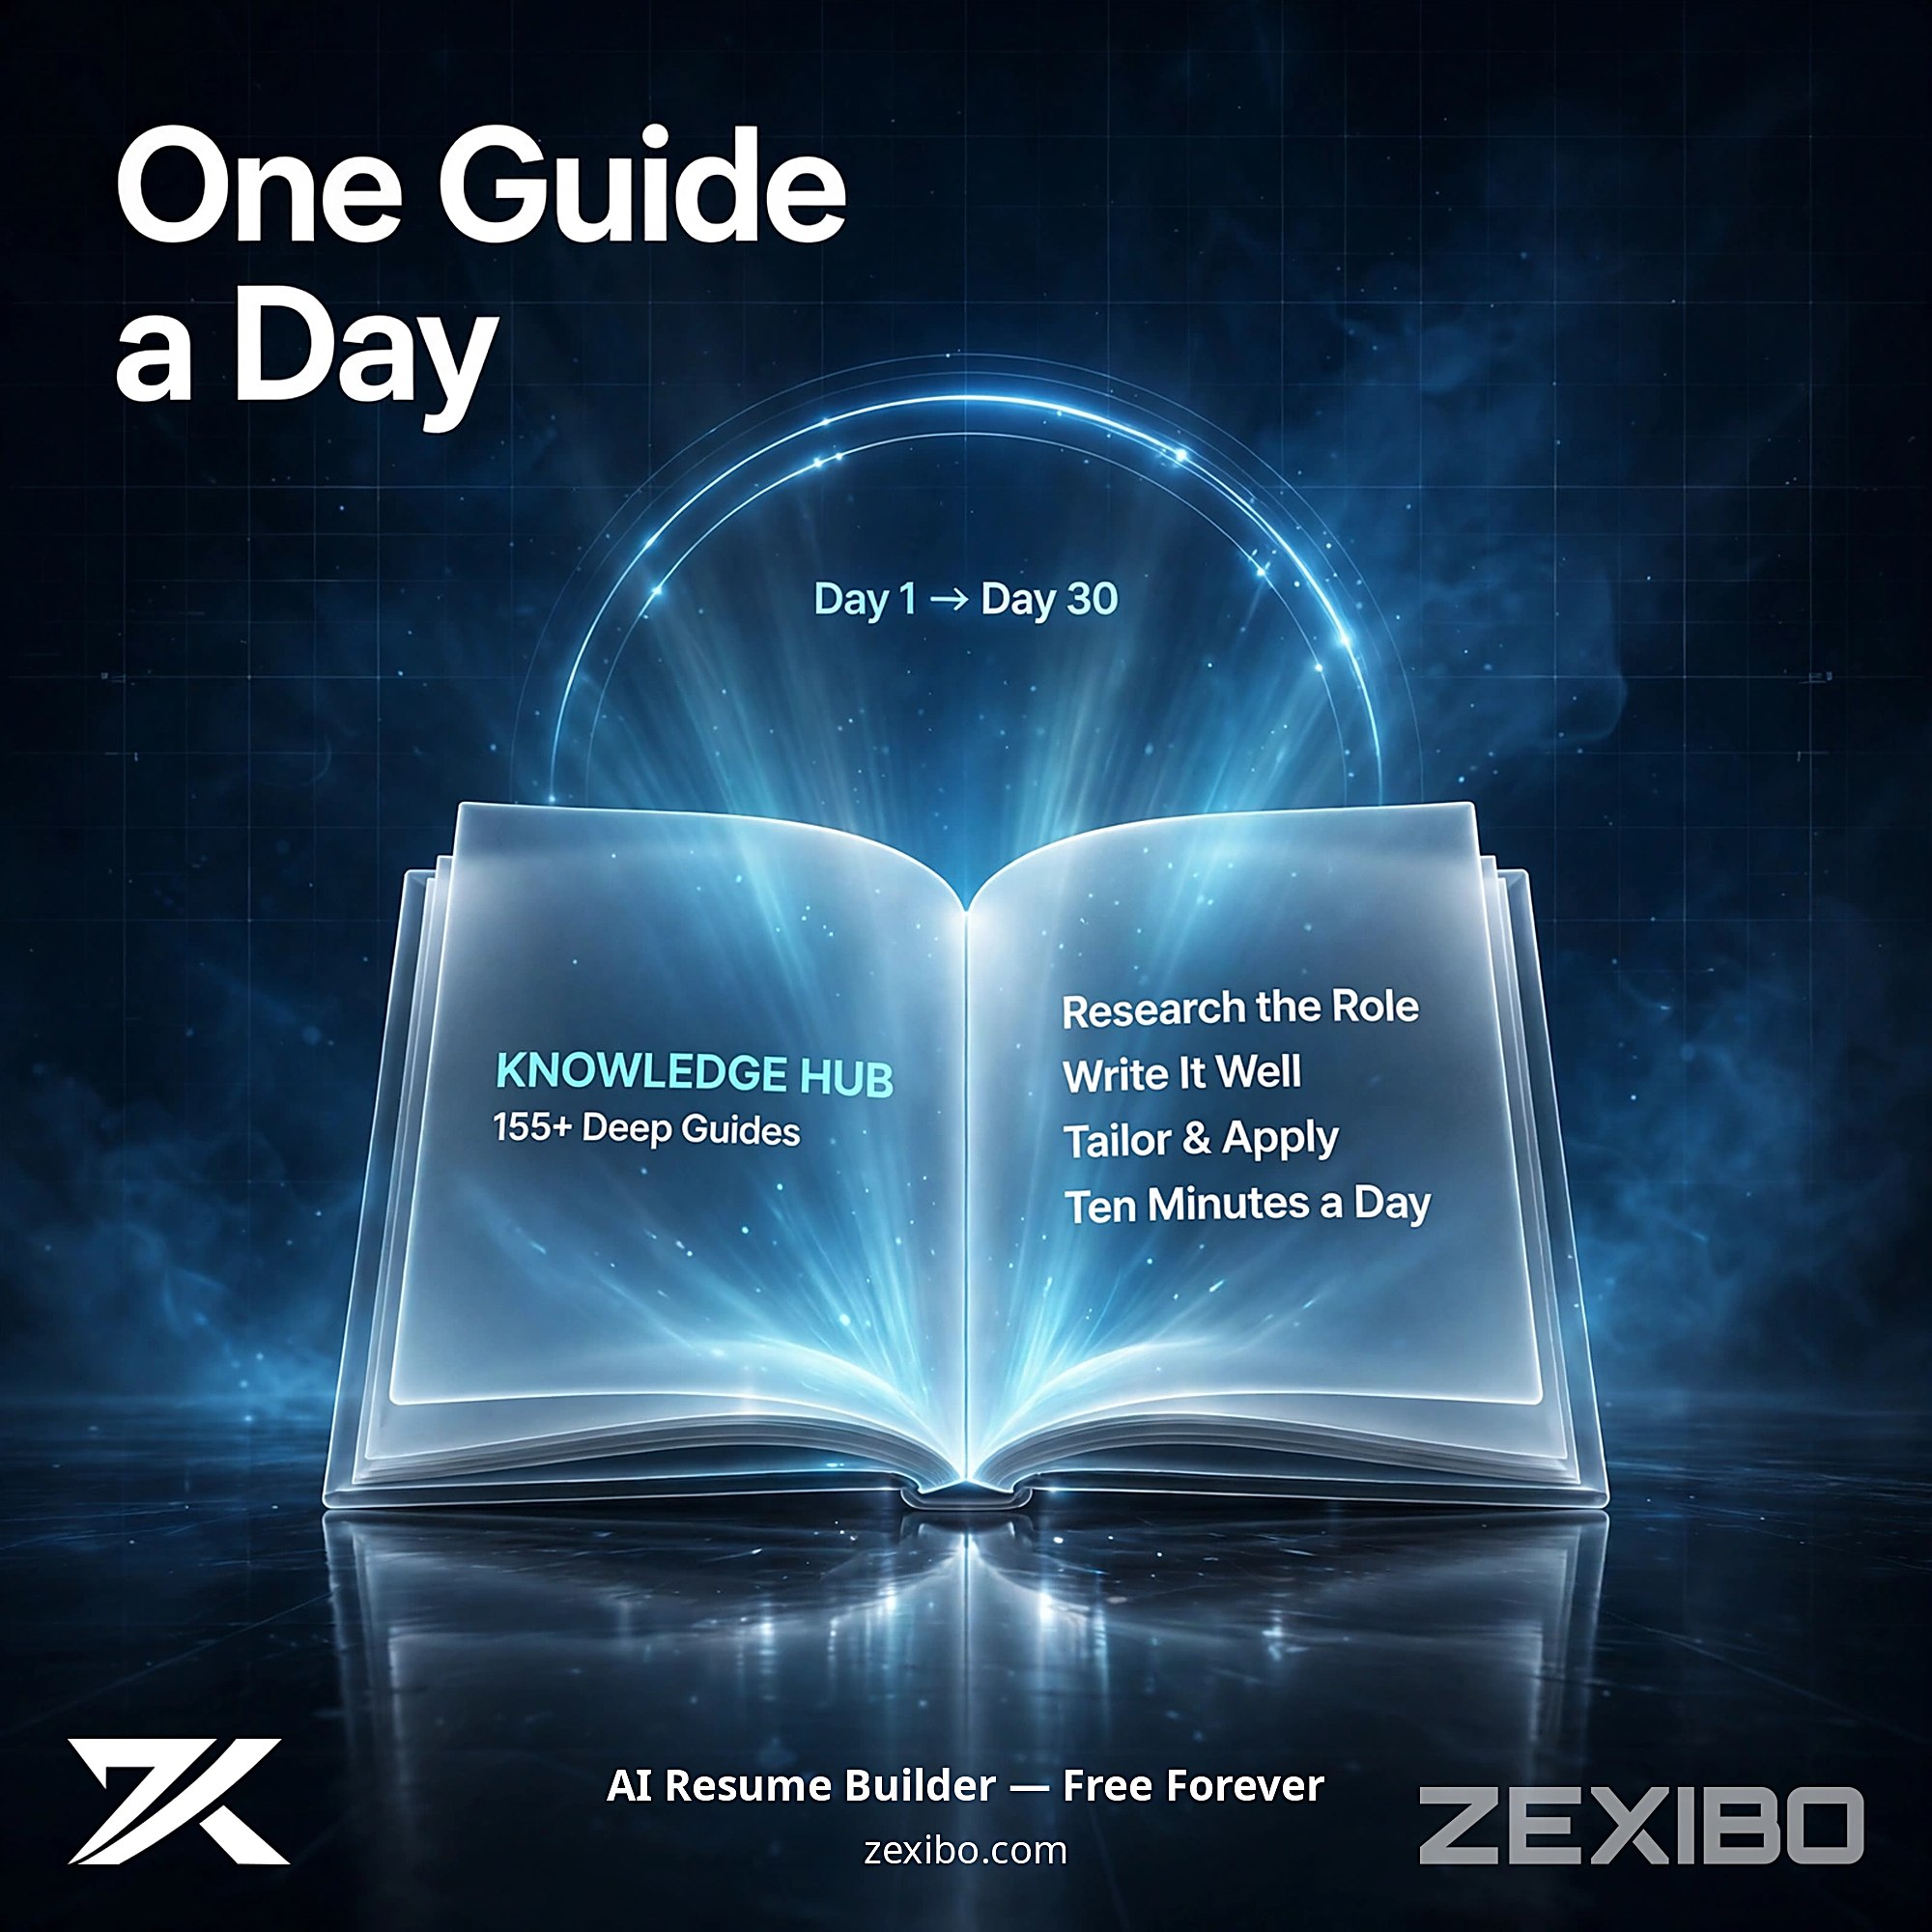 One Guide
a Day
Day 1 → Day 30
KNOWLEDGE HUB
155+ Deep Guides
Research the Role
Write It Well
Tailor & Apply
Ten Minutes a Day
AI Resume Builder — Free Forever
zexibo.com
ZEXIBO